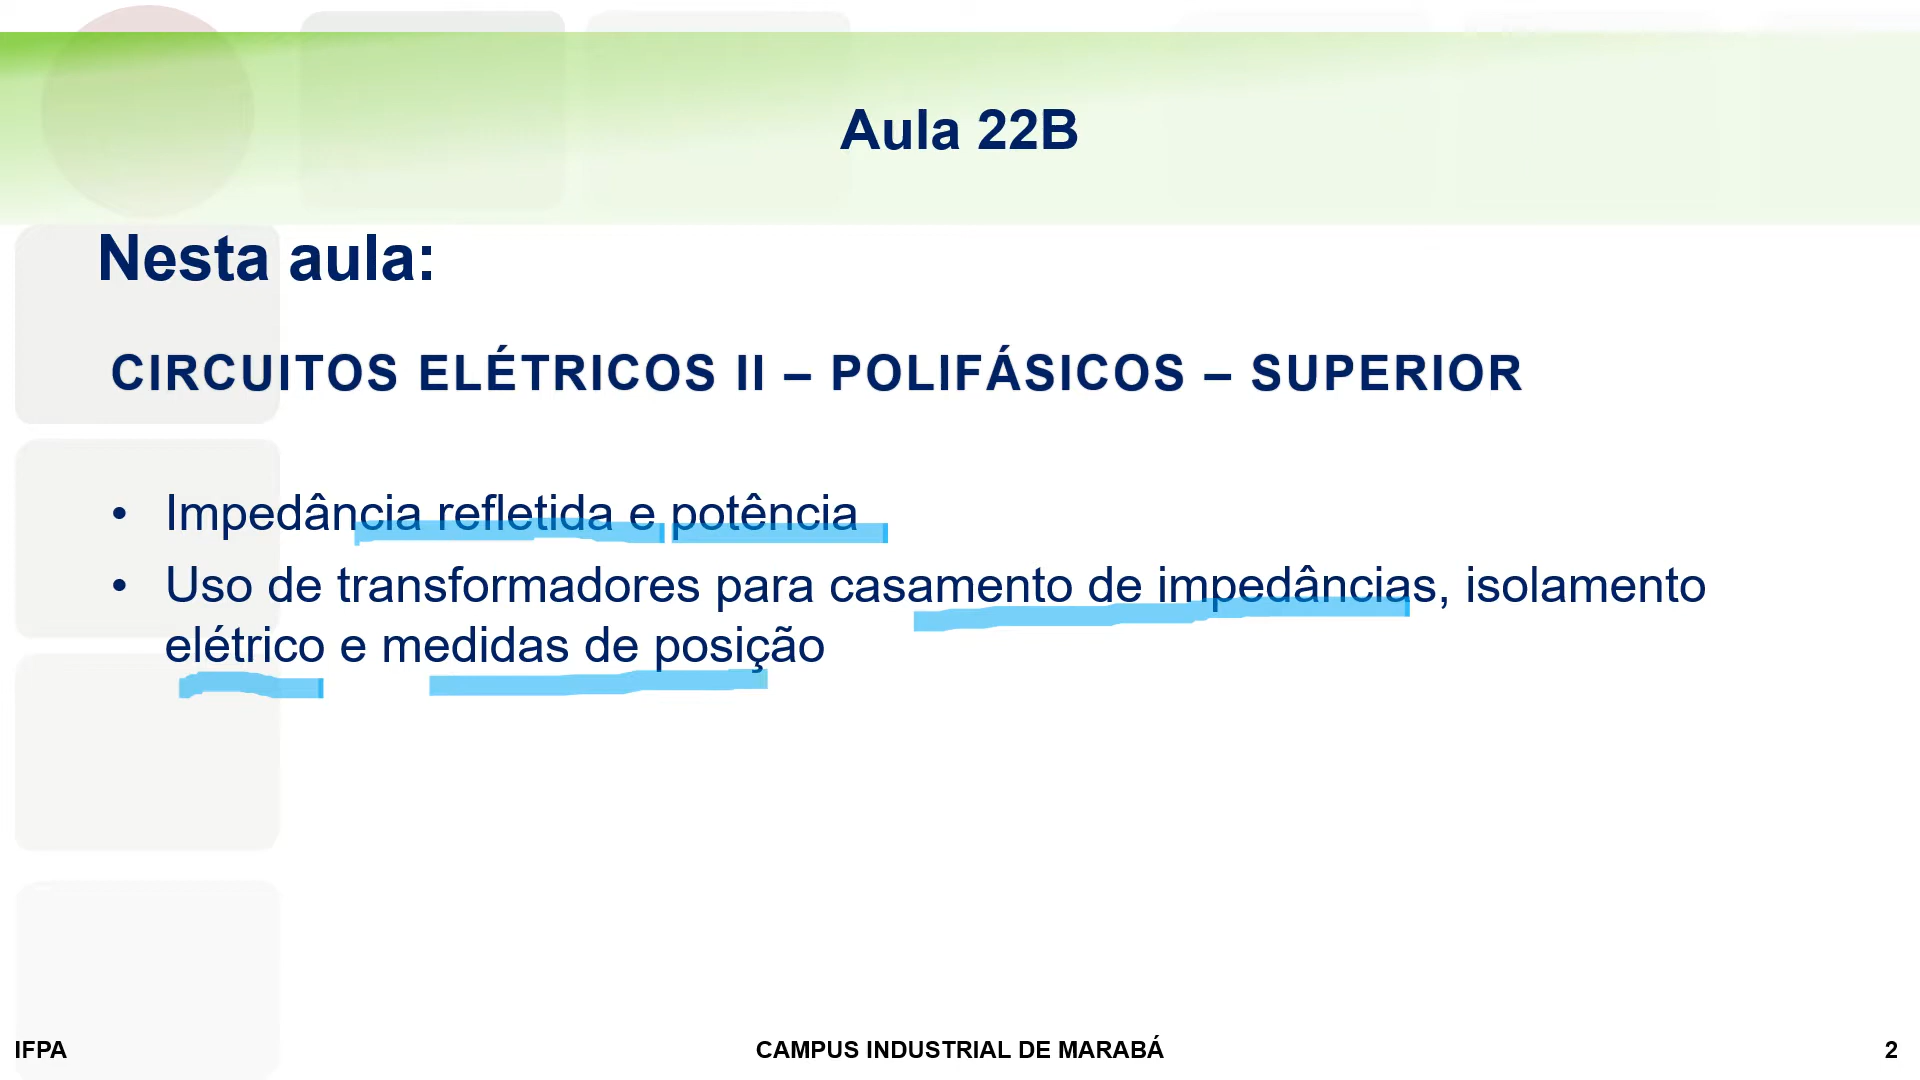 Aula 22B
Nesta aula:
CIRCUITOS ELÉTRICOS II – POLIFÁSICOS – SUPERIOR
• Impedância refletida e potência
• Uso de transformadores para casamento de impedâncias, isolamento
elétrico e medidas de posição
IFPA
CAMPUS INDUSTRIAL DE MARABÁ
2